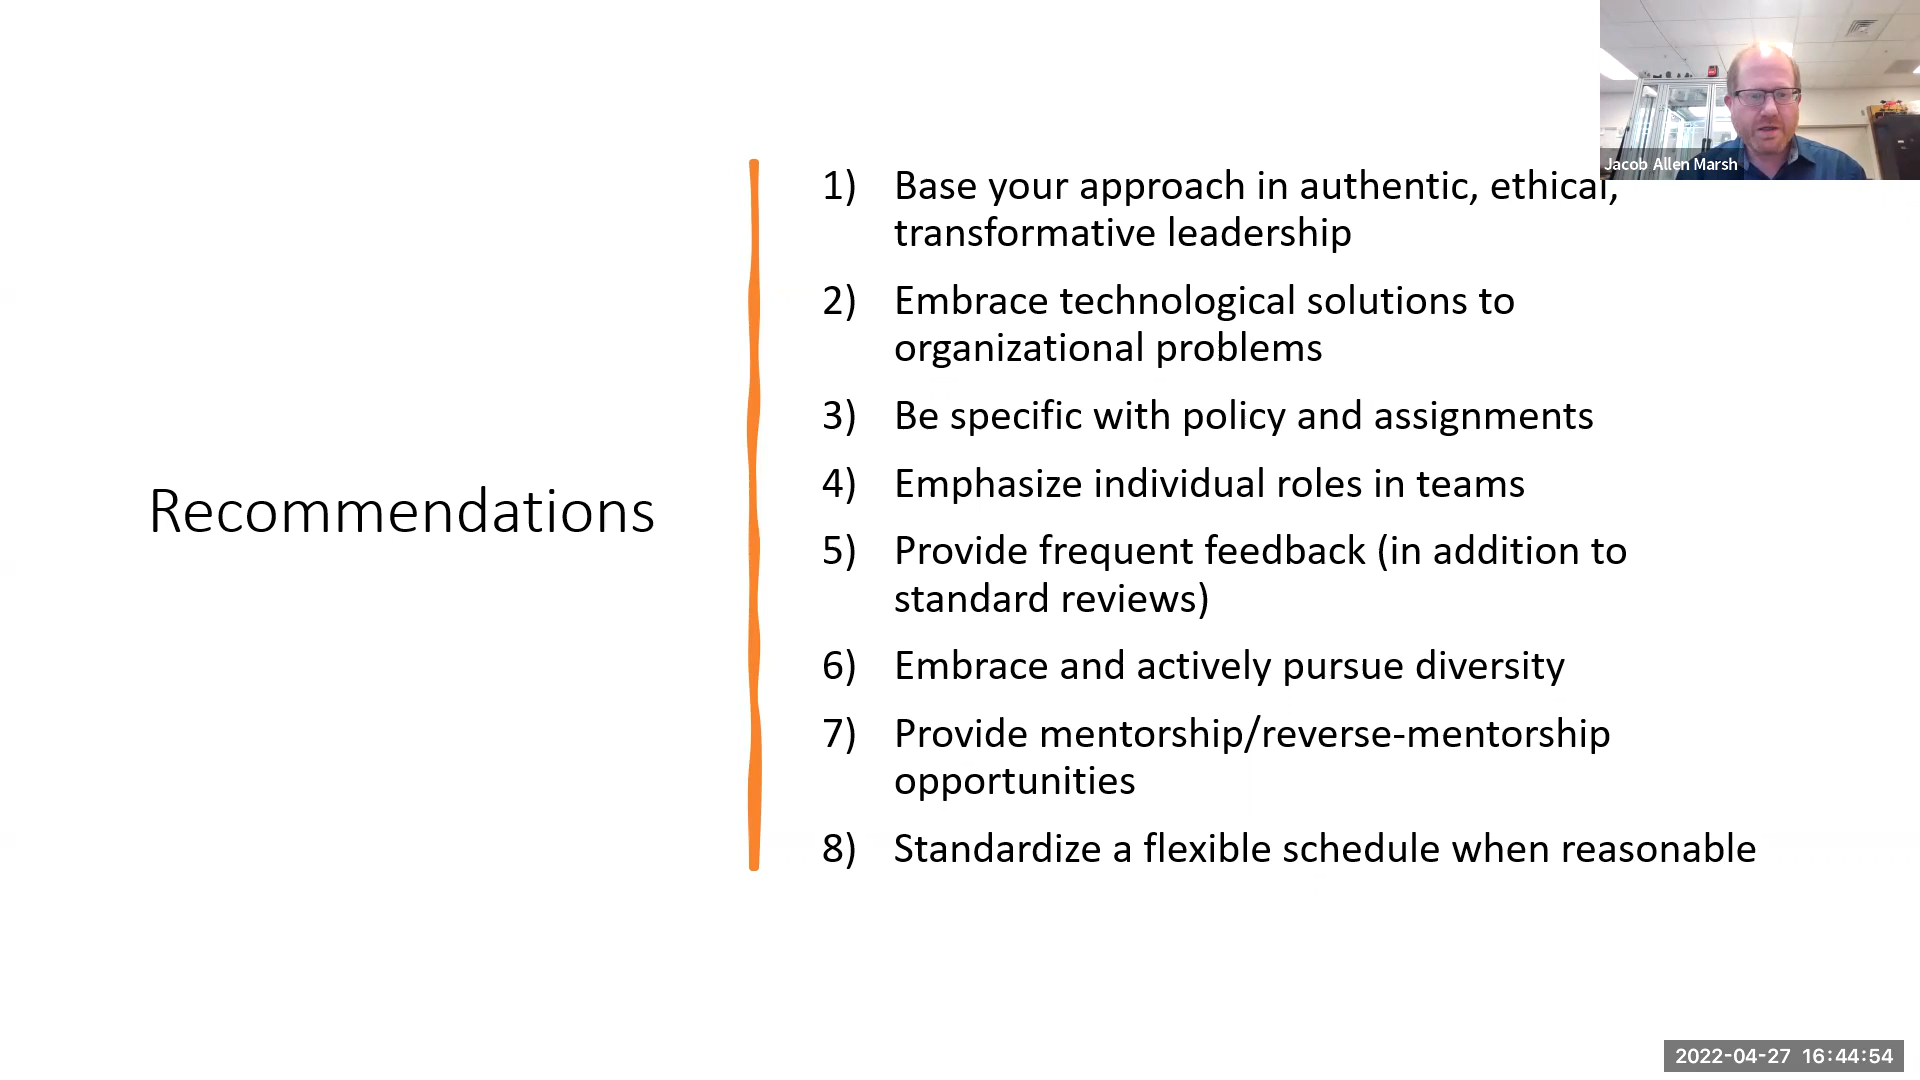 Jacob Allen Marsh
Recommendations
1) Base your approach in authentic, ethical,
transformative leadership
2) Embrace technological solutions to
organizational problems
3) Be specific with policy and assignments
4) Emphasize individual roles in teams
5) Provide frequent feedback (in addition to
standard reviews)
6) Embrace and actively pursue diversity
7) Provide mentorship/reverse-mentorship
opportunities
8) Standardize a flexible schedule when reasonable
2022-04-27 16:44:54